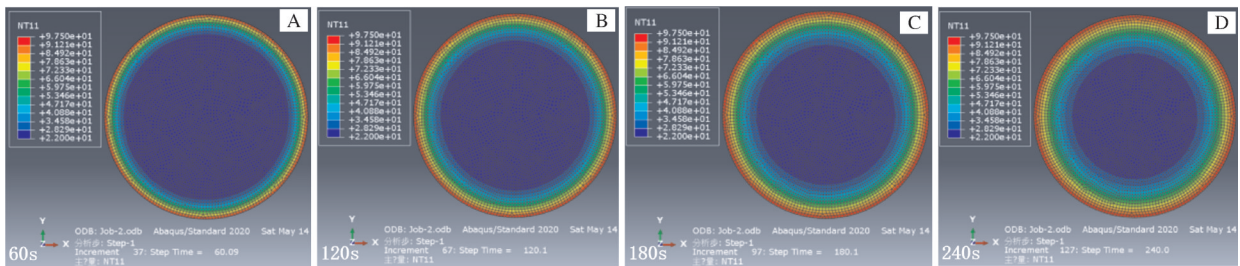 A
NT11
+9.750e+01
+9.121e+01
+8.492e+01
+7.863e+01
+7.233e+01
+6.604e+01
+5.975e+01
+5.346e+01
+4.717e+01
+4.088e+01
+3.458e+01
+2.829e+01
+2.200e+01
Y
Z X
ODB: Job-2.odb Abaqus/Standard 2020 Sat May 14
分析步: Step-1
Increment 37: Step Time = 60.09
主?量: NT11
60s
B
NT11
+9.750e+01
+9.121e+01
+8.492e+01
+7.863e+01
+7.233e+01
+6.604e+01
+5.975e+01
+5.346e+01
+4.717e+01
+4.088e+01
+3.458e+01
+2.829e+01
+2.200e+01
Y
Z X
ODB: Job-2.odb Abaqus/Standard 2020 Sat May 14
分析步: Step-1
Increment 67: Step Time = 120.1
主?量: NT11
120s
C
NT11
+9.750e+01
+9.121e+01
+8.492e+01
+7.863e+01
+7.233e+01
+6.604e+01
+5.975e+01
+5.346e+01
+4.717e+01
+4.088e+01
+3.458e+01
+2.829e+01
+2.200e+01
Y
Z X
ODB: Job-2.odb Abaqus/Standard 2020 Sat May 14
分析步: Step-1
Increment 97: Step Time = 180.1
主?量: NT11
180s
D
NT11
+9.750e+01
+9.121e+01
+8.492e+01
+7.863e+01
+7.233e+01
+6.604e+01
+5.975e+01
+5.346e+01
+4.717e+01
+4.088e+01
+3.458e+01
+2.829e+01
+2.200e+01
Y
Z X
ODB: Job-2.odb Abaqus/Standard 2020 Sat May 14
分析步: Step-1
Increment 127: Step Time = 240.0
主?量: NT11
240s